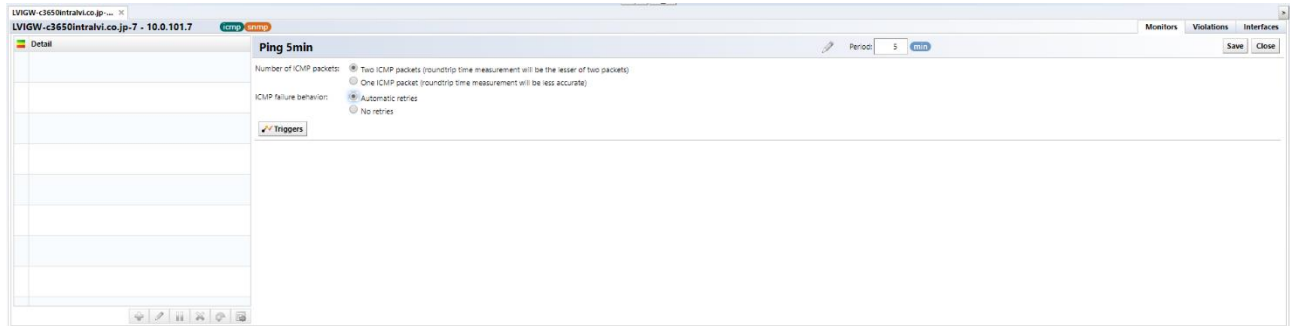 LVIGW-c3650intralvi.co.jp-...
LVIGW-c3650intralvi.co.jp-7 - 10.0.101.7 icmp snmp Monitors Violations Interfaces
Detail
Ping 5min Period: 5 min Save Close
Number of ICMP packets: Two ICMP packets (roundtrip time measurement will be the lesser of two packets)
One ICMP packet (roundtrip time measurement will be less accurate)
ICMP failure behavior: Automatic retries
No retries
Triggers